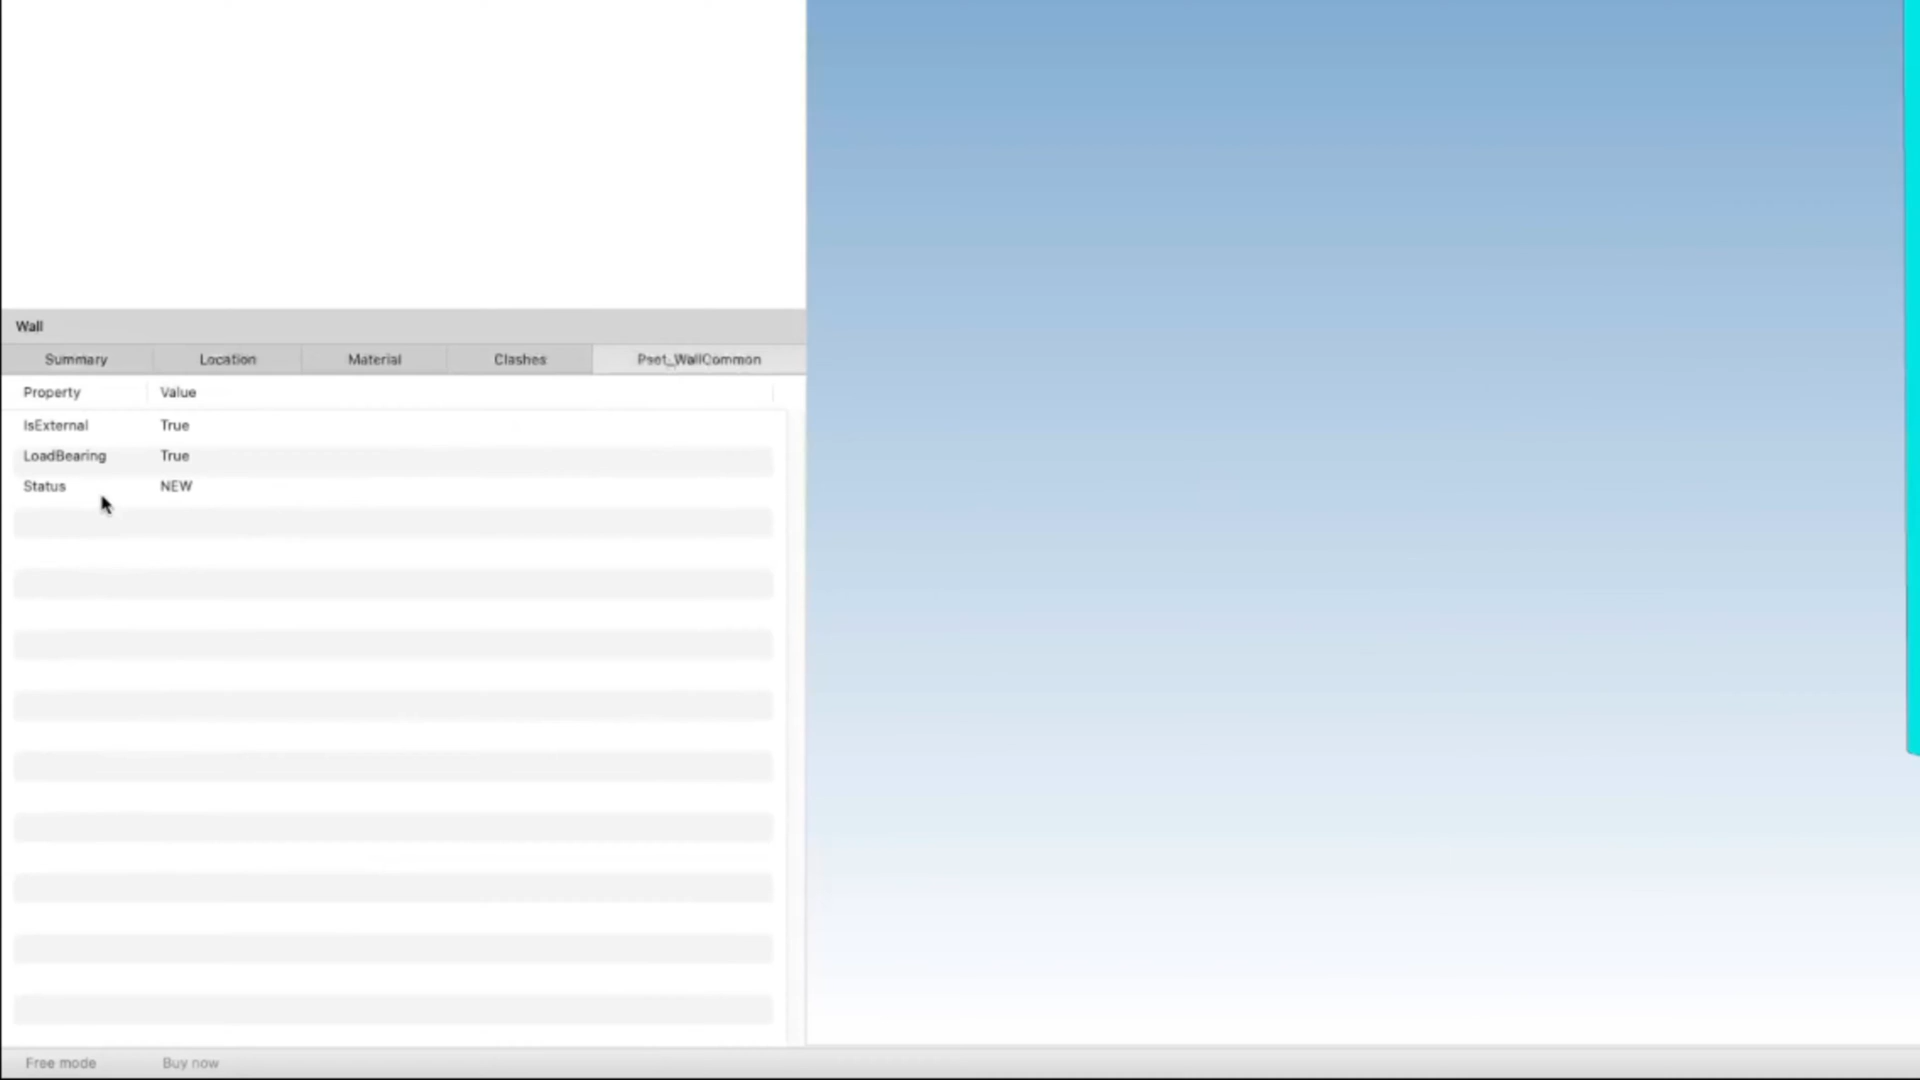 Wall
Summary Location Material Clashes Pset_WallCommon
Property Value
IsExternal True
LoadBearing True
Status NEW
Free mode Buy now